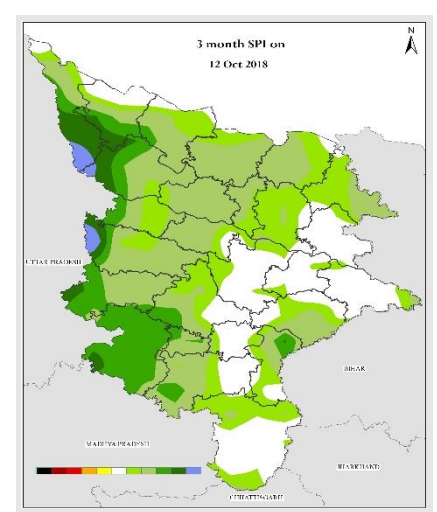 N
3 month SPI on
12 Oct 2018
UTTAR PRADESH
BIHAR
MADHYA PRADESH
JHARKHAND
CHHATTISGARH